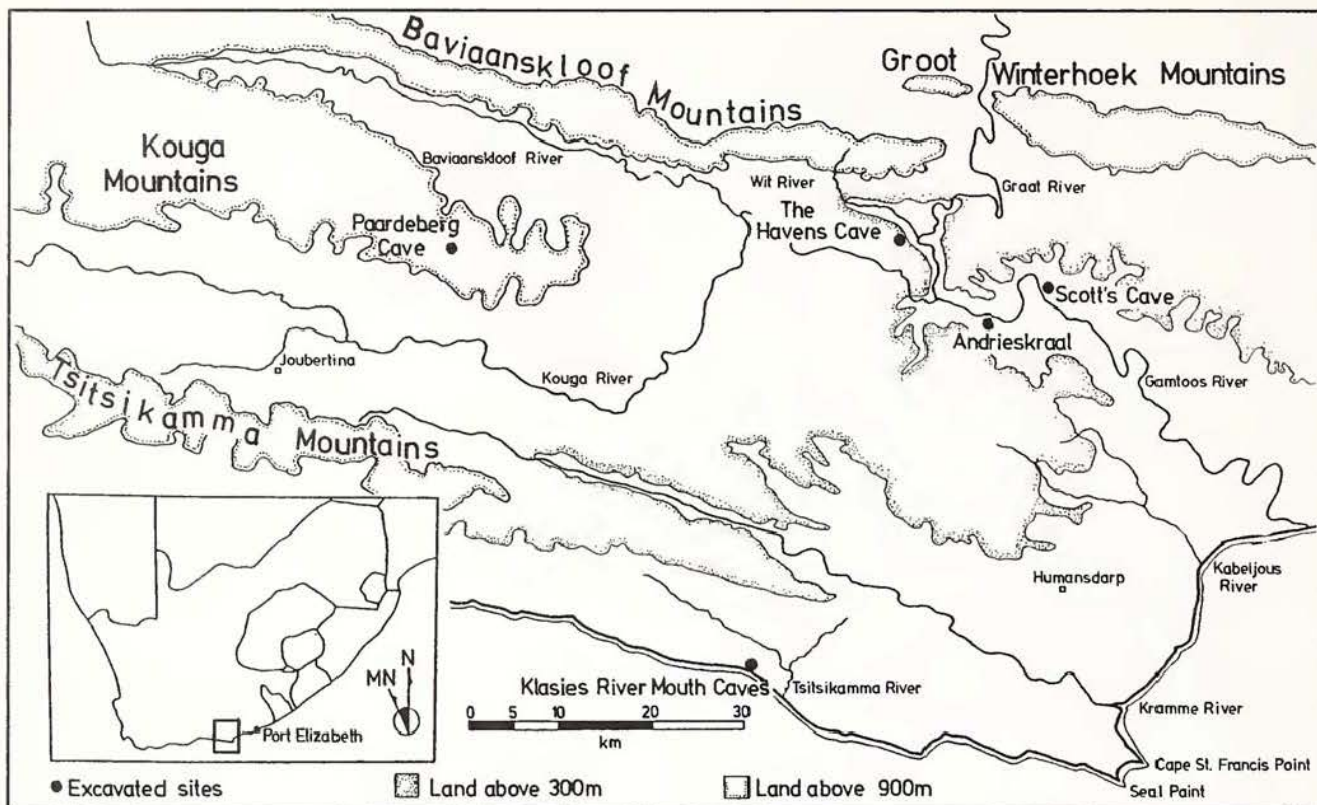 Baviaanskloof Mountains
Groot
Winterhoek Mountains
Kouga
Mountains
Baviaanskloof River
Wit River
Graat River
Paardeberg
Cave
The
Havens Cave
Scott's Cave
Andrieskraal
Joubertina
Kouga River
Gamtoos River
Tsitsikamma Mountains
Humansdarp
Kabeljous
River
Klasies River Mouth Caves
Tsitsikamma River
Kramme River
0 5 10 20 30
km
MN N
Port Elizabeth
Cape St. Francis Point
Seal Paint
Excavated sites
Land above 300m
Land above 900m